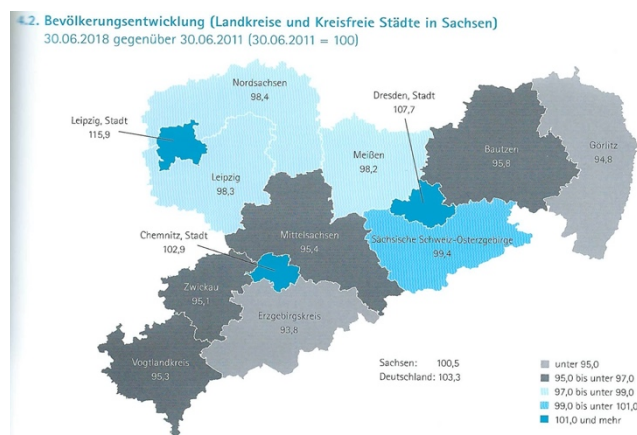 4.2. Bevölkerungsentwicklung (Landkreise und Kreisfreie Städte in Sachsen)
30.06.2018 gegenüber 30.06.2011 (30.06.2011 = 100)
Nordsachsen
98,4
Dresden, Stadt
107,7
Leipzig, Stadt
115,9
Görlitz
94,8
Bautzen
95,8
Meißen
98,2
Leipzig
98,3
Chemnitz, Stadt
102,9
Mittelsachsen
95,4
Sächsische Schweiz-Osterzgebirge
99,4
Zwickau
95,1
Erzgebirgskreis
93,8
Vogtlandkreis
95,3
Sachsen: 100,5
Deutschland: 103,3
unter 95,0
95,0 bis unter 97,0
97,0 bis unter 99,0
99,0 bis unter 101,0
101,0 und mehr